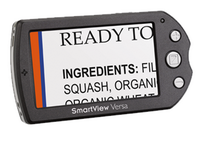 READY TO
INGREDIENTS: FIL
SQUASH, ORGANI
ORGANIC WHEAT
SmartView Versa